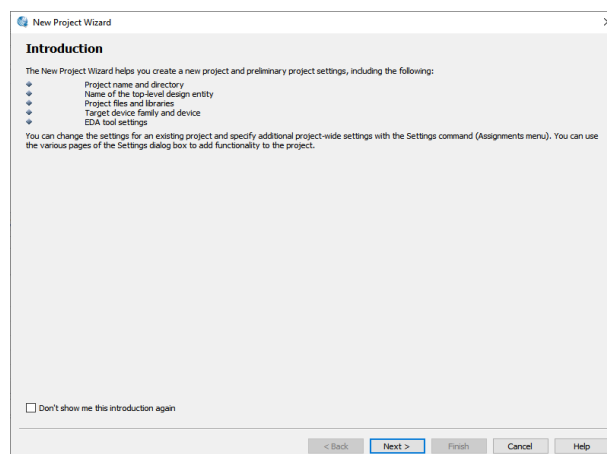 New Project Wizard
Introduction
The New Project Wizard helps you create a new project and preliminary project settings, including the following:
Project name and directory
Name of the top-level design entity
Project files and libraries
Target device family and device
EDA tool settings
You can change the settings for an existing project and specify additional project-wide settings with the Settings command (Assignments menu). You can use
the various pages of the Settings dialog box to add functionality to the project.
Don't show me this introduction again
< Back Next > Finish Cancel Help